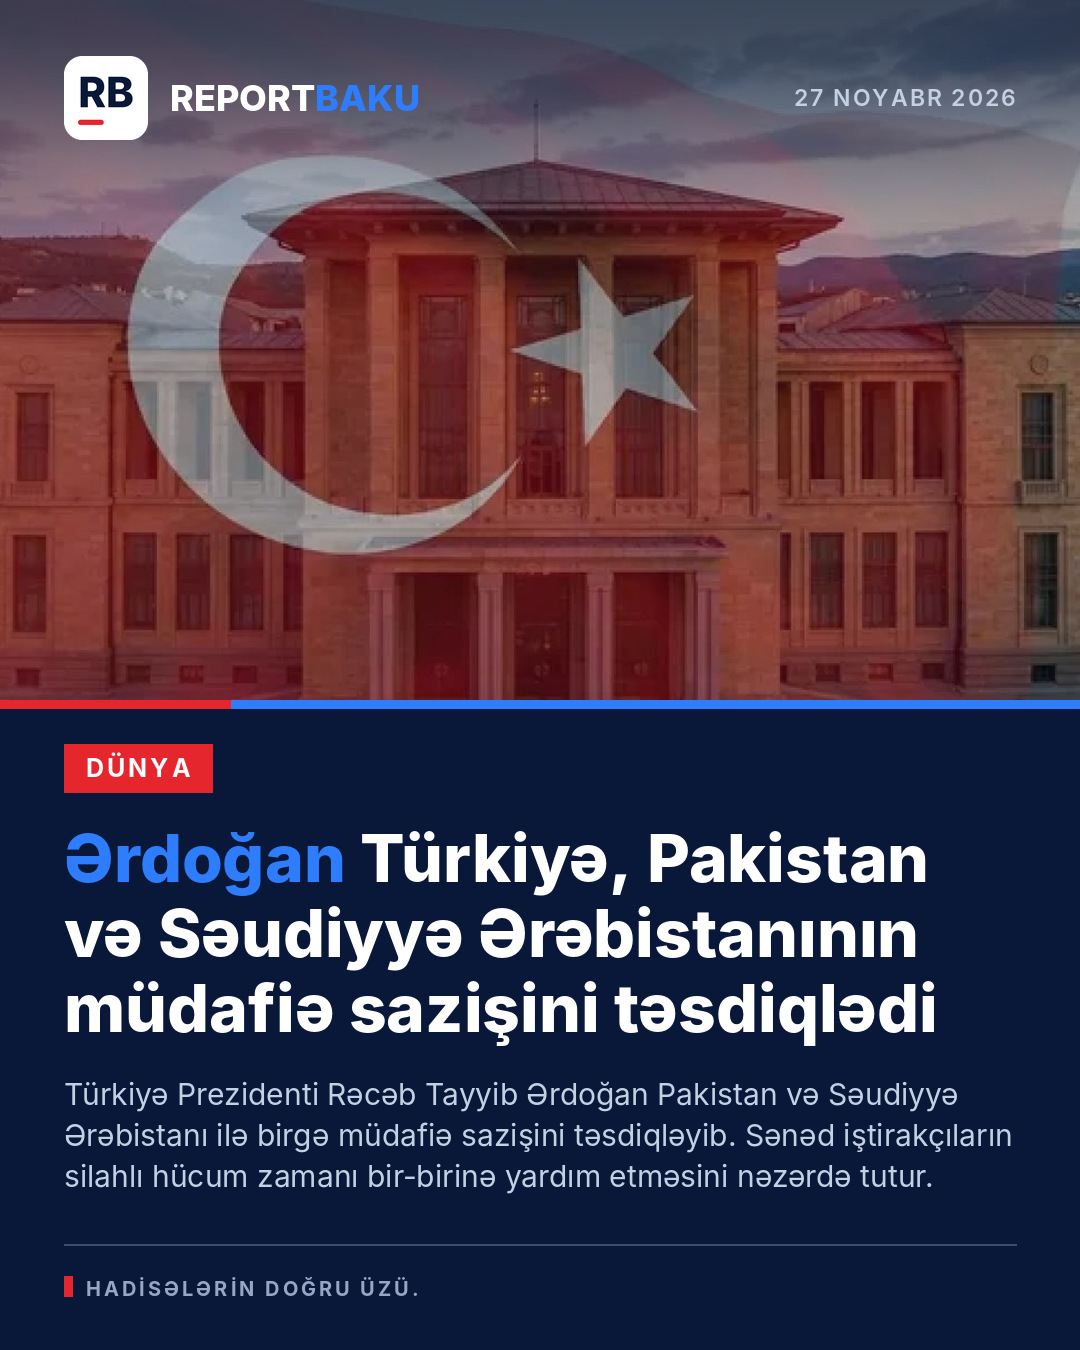 RB
REPORTBAKU
27 NOYABR 2026
DÜNYA
Ərdoğan Türkiyə, Pakistan
və Səudiyyə Ərəbistanının
müdafiə sazişini təsdiqlədi
Türkiyə Prezidenti Rəcəb Tayyib Ərdoğan Pakistan və Səudiyyə
Ərəbistanı ilə birgə müdafiə sazişini təsdiqləyib. Sənəd iştirakçıların
silahlı hücum zamanı bir-birinə yardım etməsini nəzərdə tutur.
HADİSƏLƏRİN DOĞRU ÜZÜ.